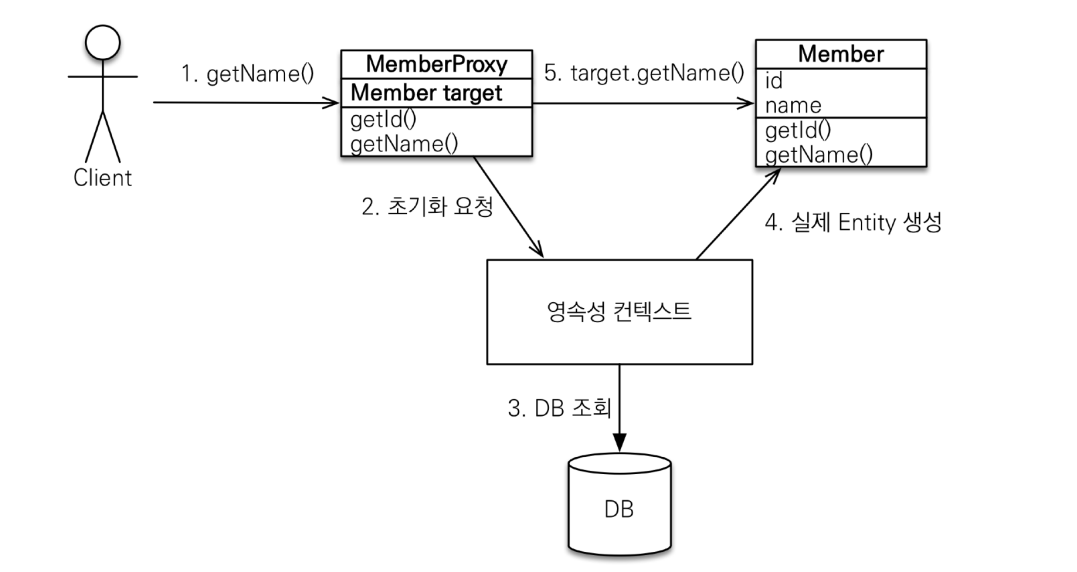 1. getName()
MemberProxy
Member target
getId()
getName()
5. target.getName()
Member
id
name
getId()
getName()
Client
2. 초기화 요청
4. 실제 Entity 생성
영속성 컨텍스트
3. DB 조회
DB